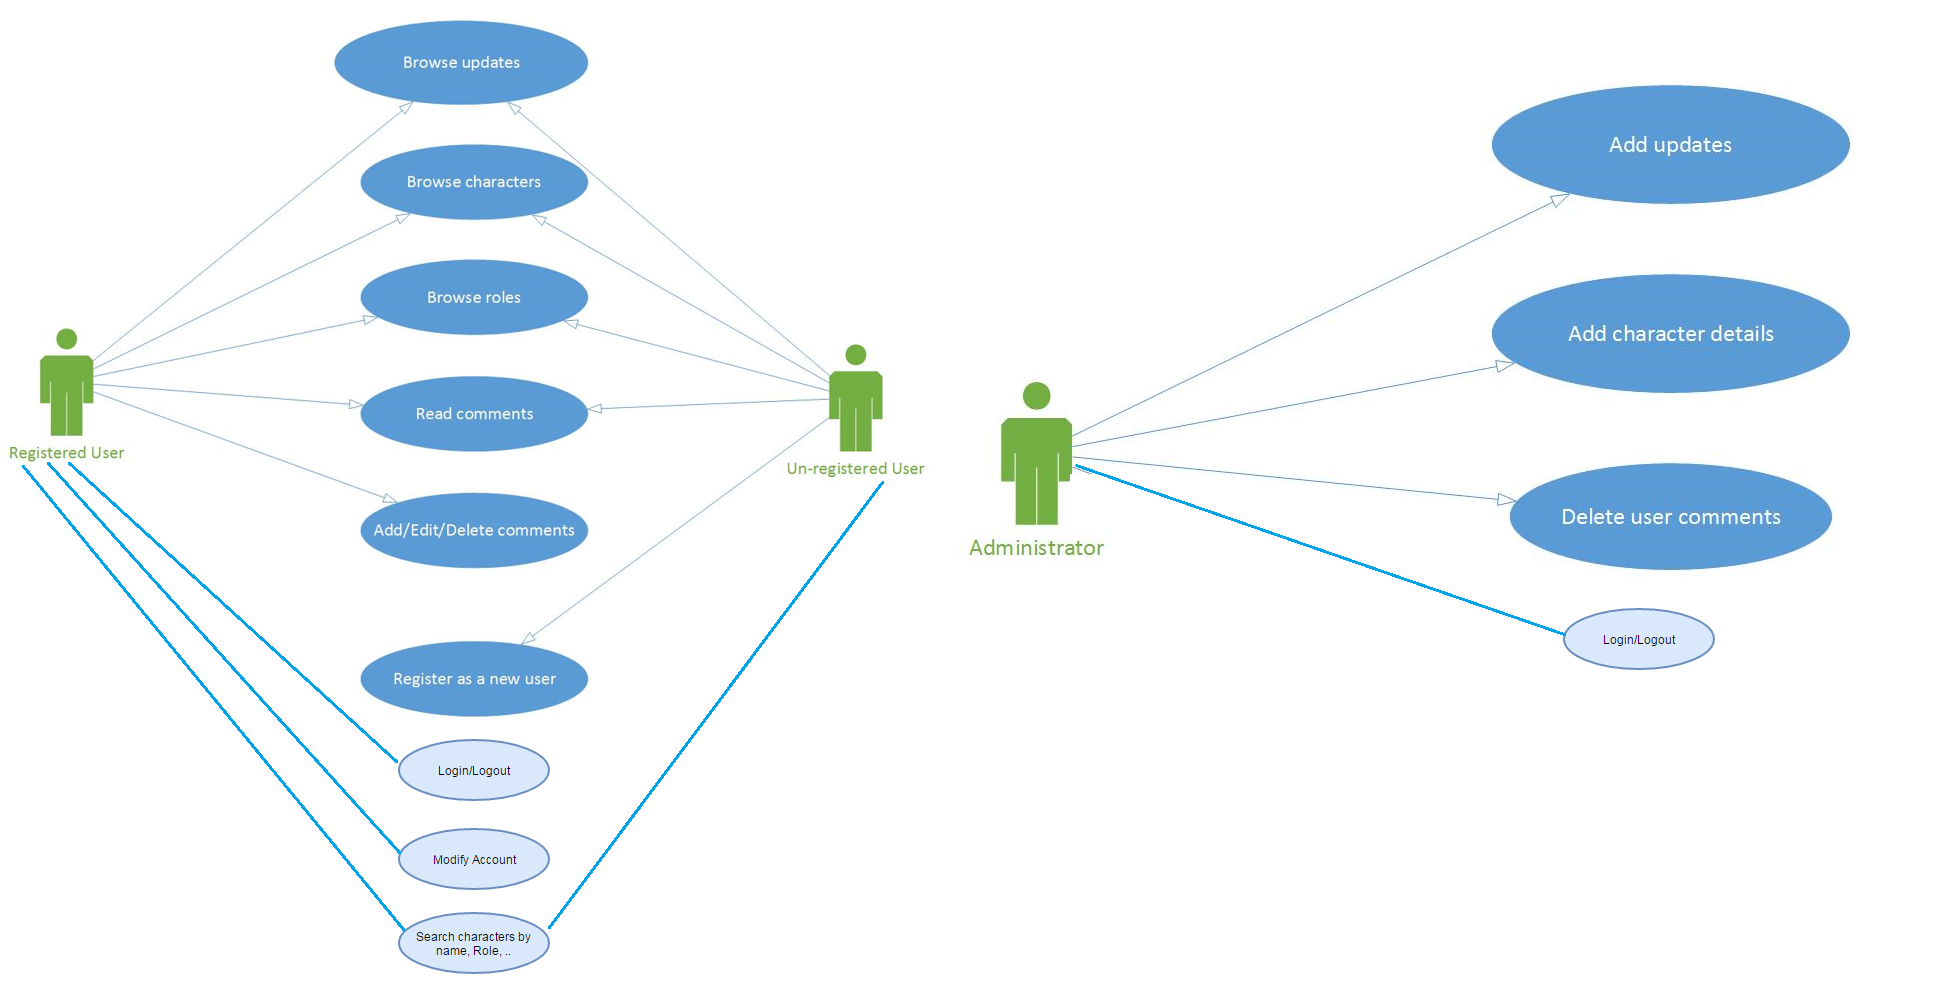 Browse updates
Browse characters
Browse roles
Read comments
Registered User
Un-registered User
Add/Edit/Delete comments
Register as a new user
Login/Logout
Modify Account
Search characters by
name, Role, ..
Add updates
Add character details
Administrator
Delete user comments
Login/Logout